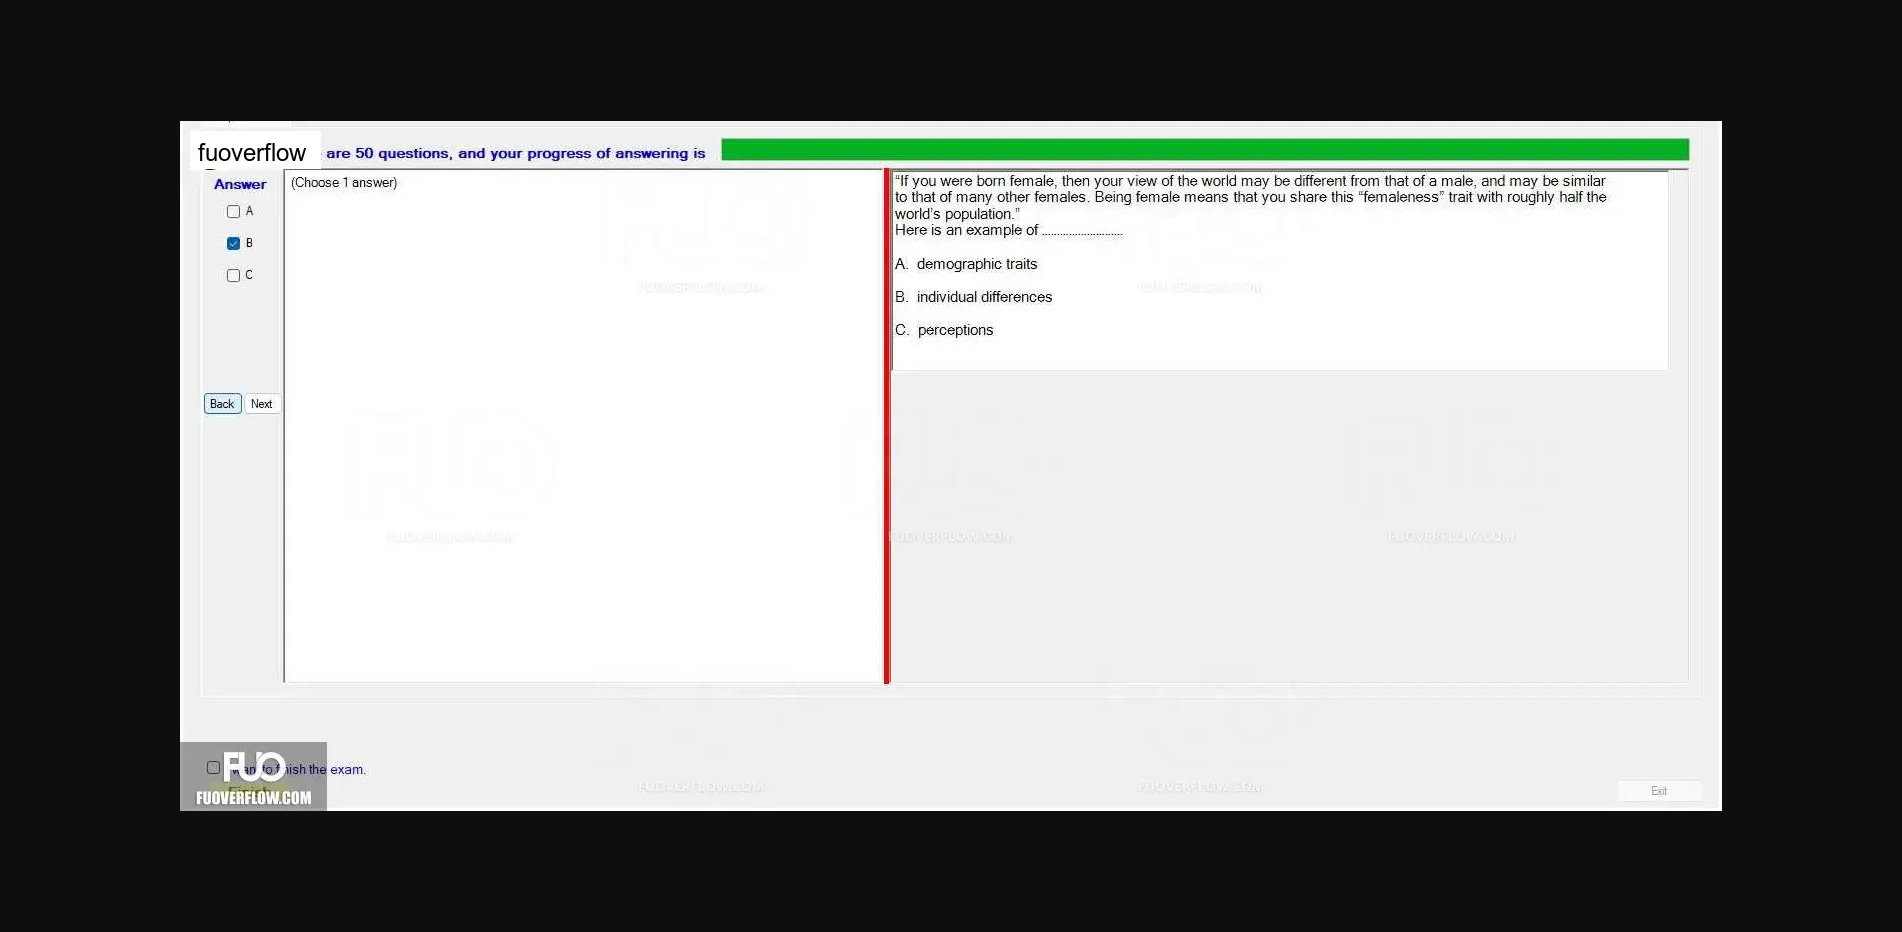 fuoverflow
are 50 questions, and your progress of answering is
Answer
(Choose 1 answer)
A
B
C
Back Next
“If you were born female, then your view of the world may be different from that of a male, and may be similar
to that of many other females. Being female means that you share this “femaleness” trait with roughly half the
world’s population.”
Here is an example of ...........................
A. demographic traits
B. individual differences
C. perceptions
FUOVERFLOW.COM FUOVERFLOW.COM
FUOVERFLOW.COM FUOVERFLOW.COM FUOVERFLOW.COM
FUOVERFLOW.COM FUOVERFLOW.COM
want to finish the exam.
Finish
FUO
FUOVERFLOW.COM
Exit